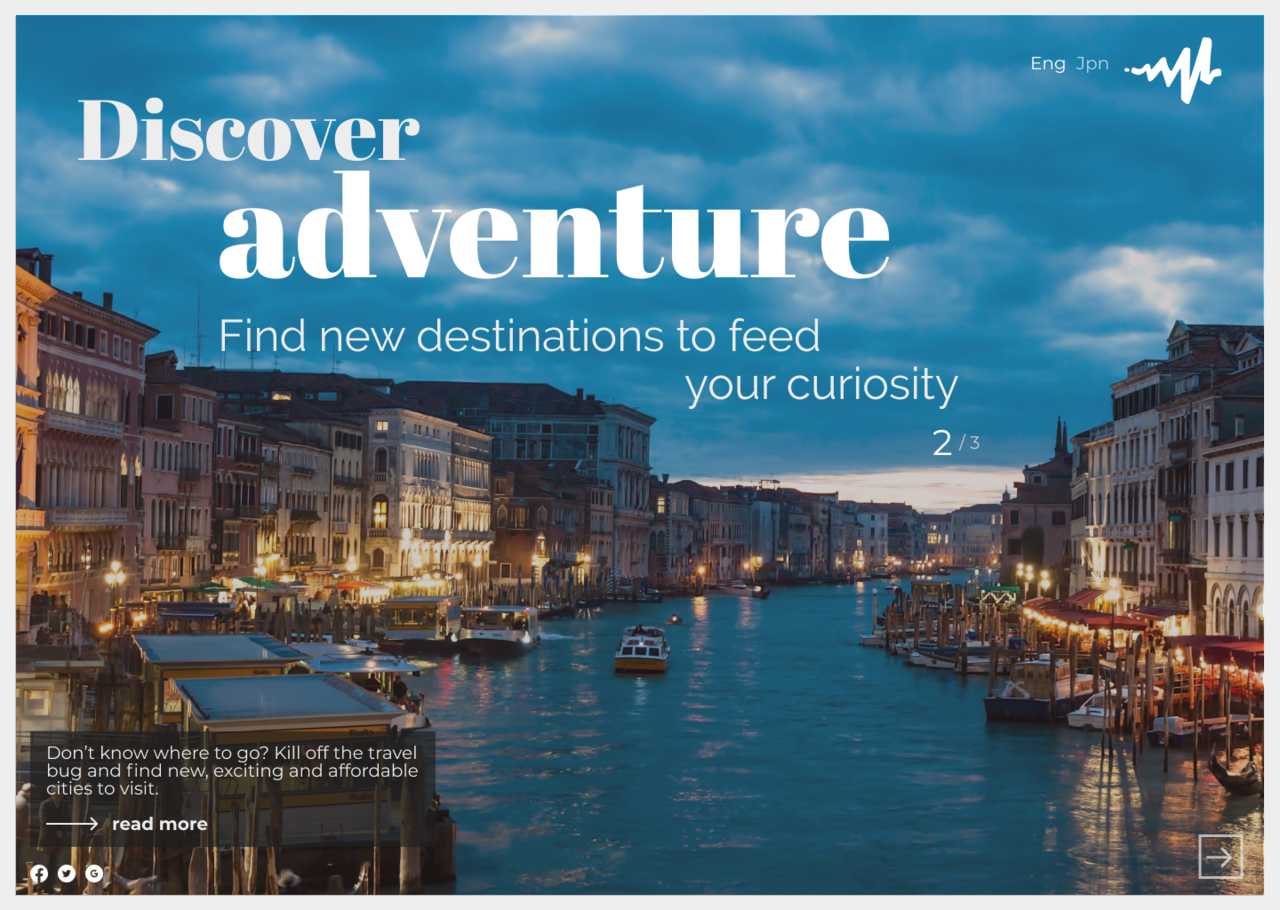 Eng Jpn
Discover
adventure
Find new destinations to feed
your curiosity
2 / 3
Don't know where to go? Kill off the travel
bug and find new, exciting and affordable
cities to visit.
read more